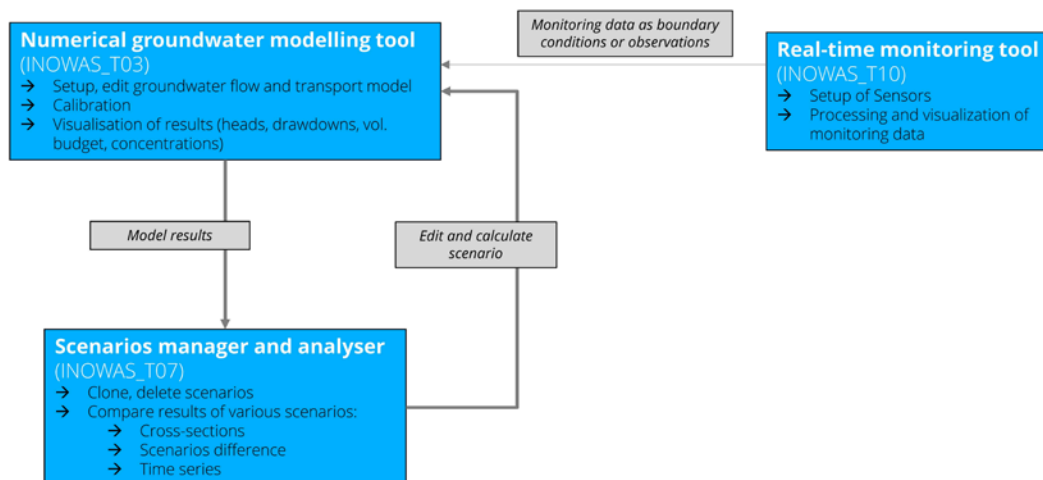 Numerical groundwater modelling tool
(INOWAS_T03)
→ Setup, edit groundwater flow and transport model
→ Calibration
→ Visualisation of results (heads, drawdowns, vol.
budget, concentrations)
Monitoring data as boundary
conditions or observations
Real-time monitoring tool
(INOWAS_T10)
→ Setup of Sensors
→ Processing and visualization of
monitoring data
Model results
Edit and calculate
scenario
Scenarios manager and analyser
(INOWAS_T07)
→ Clone, delete scenarios
→ Compare results of various scenarios:
→ Cross-sections
→ Scenarios difference
→ Time series